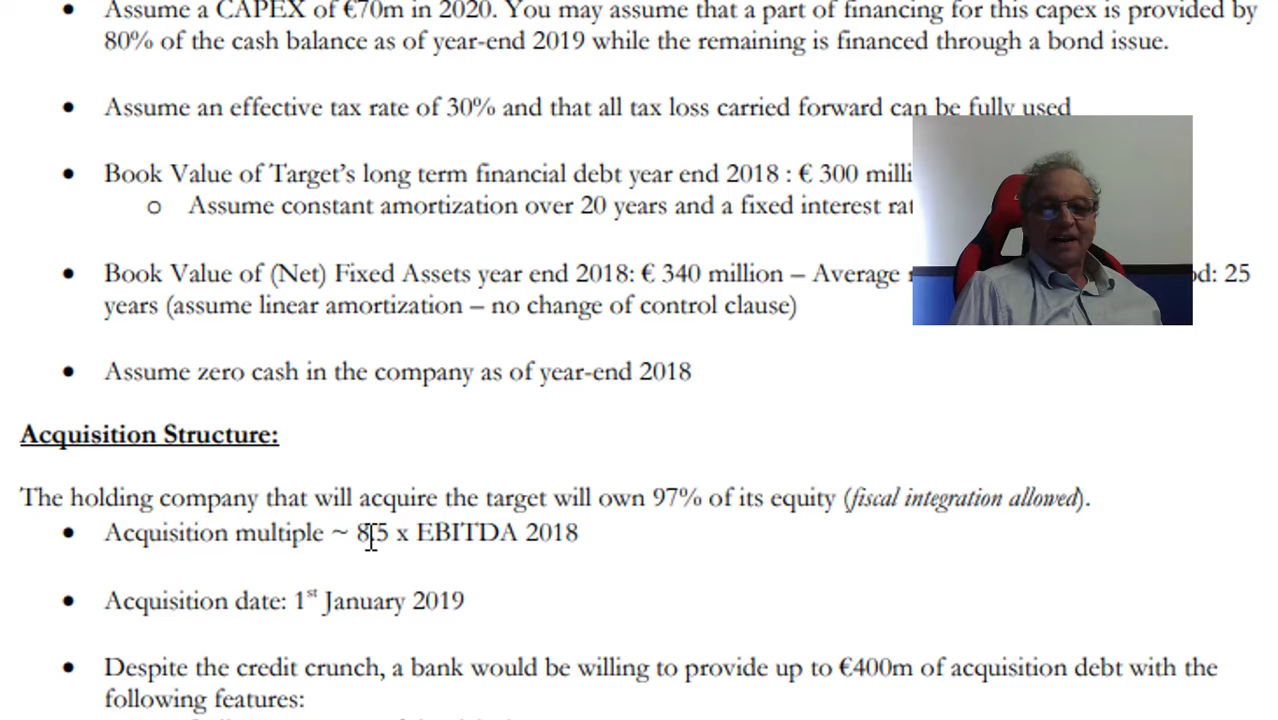 • Assume a CAPEX of €70m in 2020. You may assume that a part of financing for this capex is provided by
80% of the cash balance as of year-end 2019 while the remaining is financed through a bond issue.
• Assume an effective tax rate of 30% and that all tax loss carried forward can be fully used
• Book Value of Target's long term financial debt year end 2018 : € 300 milli
o Assume constant amortization over 20 years and a fixed interest rat
• Book Value of (Net) Fixed Assets year end 2018: € 340 million – Average
d: 25
years (assume linear amortization – no change of control clause)
• Assume zero cash in the company as of year-end 2018
Acquisition Structure:
The holding company that will acquire the target will own 97% of its equity (fiscal integration allowed).
• Acquisition multiple ~ 8.5 x EBITDA 2018
• Acquisition date: 1st January 2019
• Despite the credit crunch, a bank would be willing to provide up to €400m of acquisition debt with the
following features: